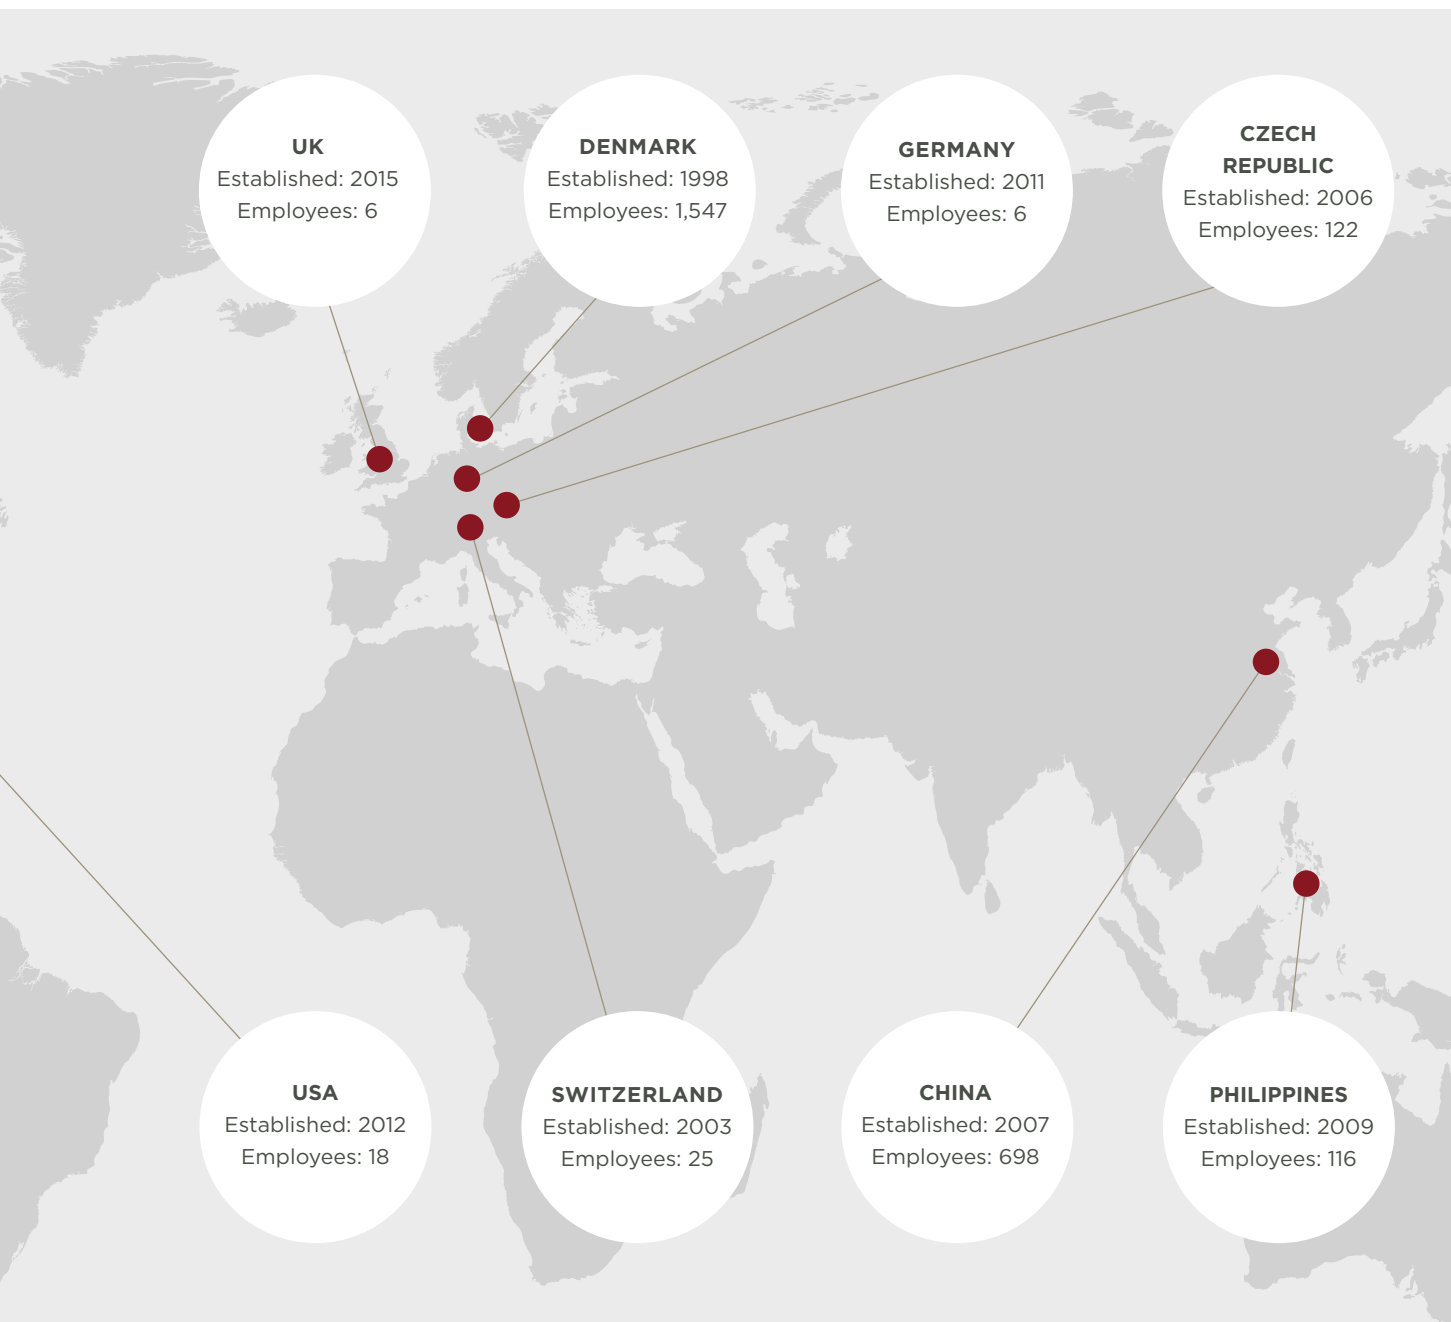 UK
Established: 2015
Employees: 6
DENMARK
Established: 1998
Employees: 1,547
GERMANY
Established: 2011
Employees: 6
CZECH
REPUBLIC
Established: 2006
Employees: 122
USA
Established: 2012
Employees: 18
SWITZERLAND
Established: 2003
Employees: 25
CHINA
Established: 2007
Employees: 698
PHILIPPINES
Established: 2009
Employees: 116